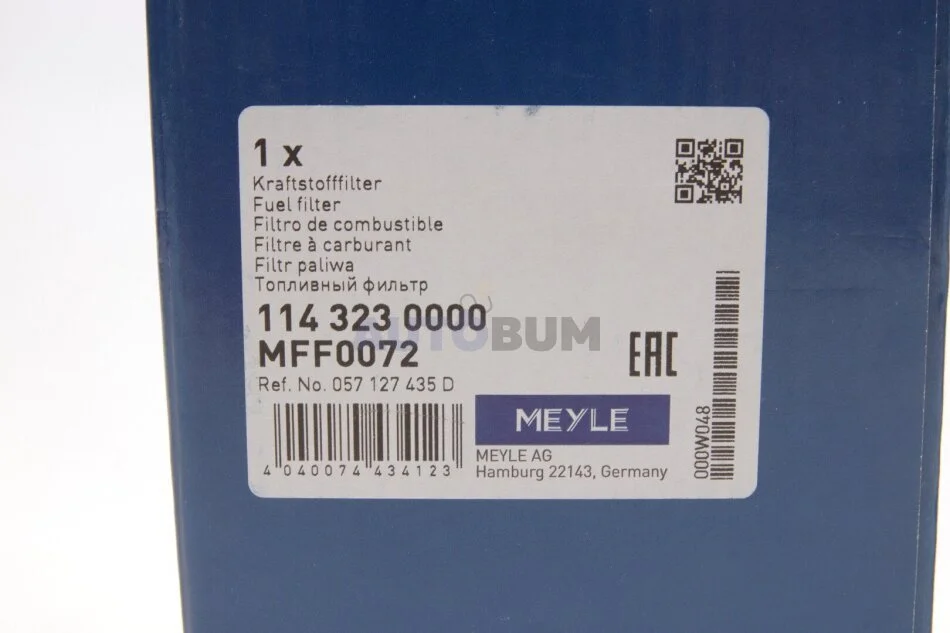 1 x
Kraftstofffilter
Fuel filter
Filtro de combustible
Filtre à carburant
Filtr paliwa
Топливный фильтр
114 323 0000
AUTOBUM
MFF0072
Ref. No. 057 127 435 D
EAC
MEYLE
MEYLE AG
Hamburg 22143, Germany
4 040074 434123
000W048